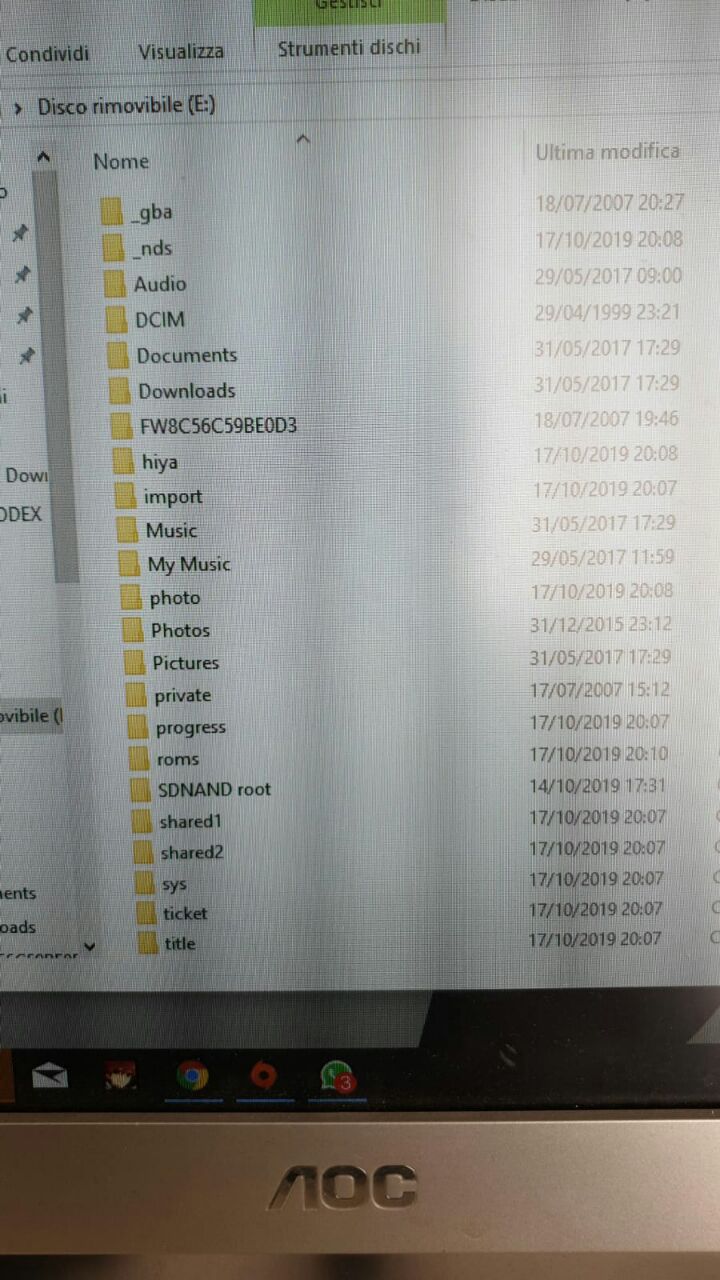 Gestisci
Condividi Visualizza Strumenti dischi
› Disco rimovibile (E:)
Nome Ultima modifica
_gba 18/07/2007 20:27
_nds 17/10/2019 20:08
Audio 29/05/2017 09:00
DCIM 29/04/1999 23:21
Documents 31/05/2017 17:29
Downloads 31/05/2017 17:29
FW8C56C59BE0D3 18/07/2007 19:46
hiya 17/10/2019 20:08
import 17/10/2019 20:07
Music 31/05/2017 17:29
My Music 29/05/2017 11:59
photo 17/10/2019 20:08
Photos 31/12/2015 23:12
Pictures 31/05/2017 17:29
private 17/07/2007 15:12
progress 17/10/2019 20:07
roms 17/10/2019 20:10
SDNAND root 14/10/2019 17:31
shared1 17/10/2019 20:07
shared2 17/10/2019 20:07
sys 17/10/2019 20:07
ticket 17/10/2019 20:07
title 17/10/2019 20:07
Down
ODEX
ovibile (
ents
oads
3
AOC